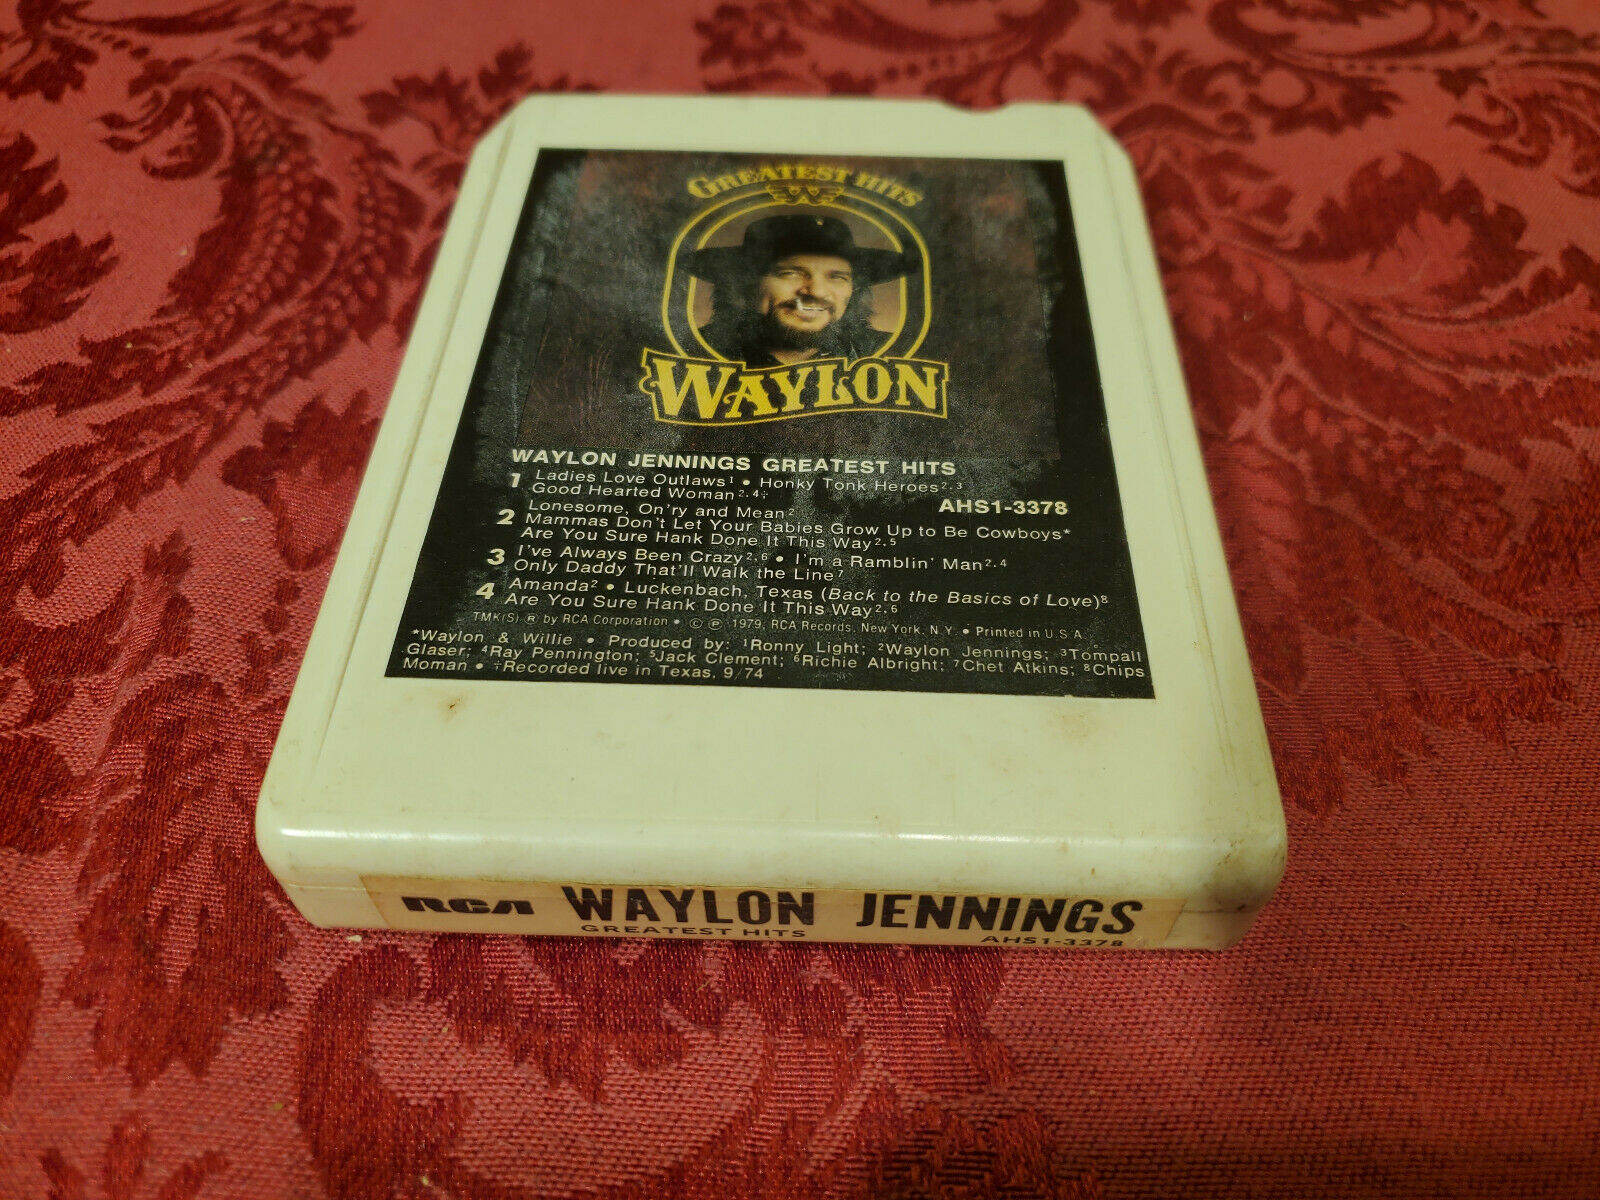 GREATEST HITS
W
WAYLON
WAYLON JENNINGS GREATEST HITS
1 Ladies Love Outlaws¹ • Honky Tonk Heroes²,³
Good Hearted Woman²,⁴÷
AHS1-3378
2 Lonesome, On'ry and Mean²
Mammas Don't Let Your Babies Grow Up to Be Cowboys*
Are You Sure Hank Done It This Way²,⁵
3 I've Always Been Crazy²,⁶ • I'm a Ramblin' Man²,⁴
Only Daddy That'll Walk the Line⁷
4 Amanda² • Luckenbach, Texas (Back to the Basics of Love)⁸
Are You Sure Hank Done It This Way²,⁶
TMK(S) ® by RCA Corporation • © ℗ 1979, RCA Records, New York, N.Y. • Printed in U.S.A.
*Waylon & Willie • Produced by: ¹Ronny Light; ²Waylon Jennings; ³Tompall
Glaser; ⁴Ray Pennington; ⁵Jack Clement; ⁶Richie Albright; ⁷Chet Atkins; ⁸Chips
Moman • ÷Recorded live in Texas, 9/74
RCA WAYLON JENNINGS
GREATEST HITS AHS1-3378